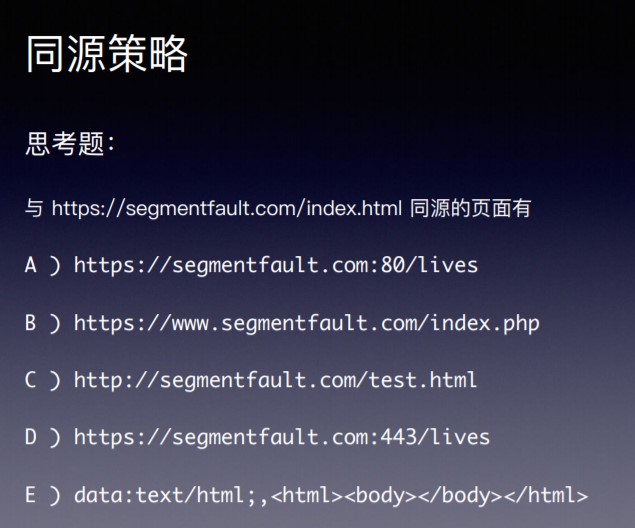 同源策略
思考题：
与 https://segmentfault.com/index.html 同源的页面有
A ) https://segmentfault.com:80/lives
B ) https://www.segmentfault.com/index.php
C ) http://segmentfault.com/test.html
D ) https://segmentfault.com:443/lives
E ) data:text/html;,<html><body></body></html>